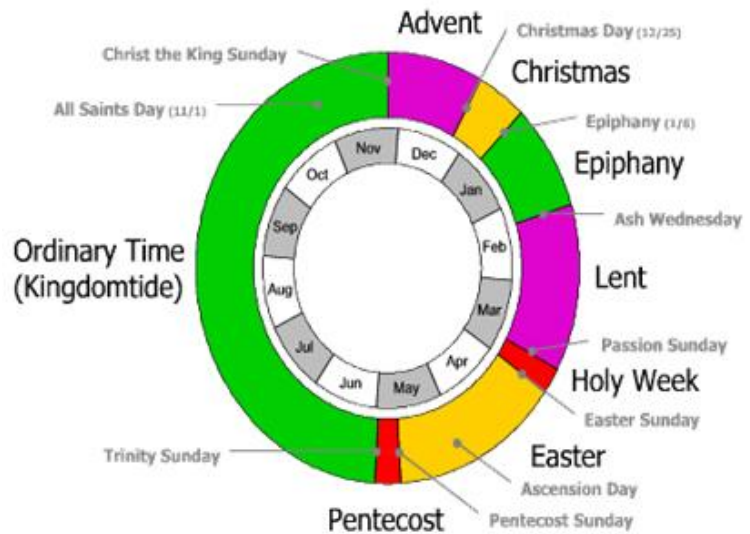 Advent
Christmas Day (12/25)
Christ the King Sunday
Christmas
All Saints Day (11/1)
Epiphany (1/6)
Epiphany
Nov
Dec
Oct
Jan
Ash Wednesday
Sep
Feb
Ordinary Time
(Kingdomtide)
Lent
Aug
Mar
Jul
Apr
Passion Sunday
Jun
May
Holy Week
Easter Sunday
Trinity Sunday
Easter
Ascension Day
Pentecost
Pentecost Sunday